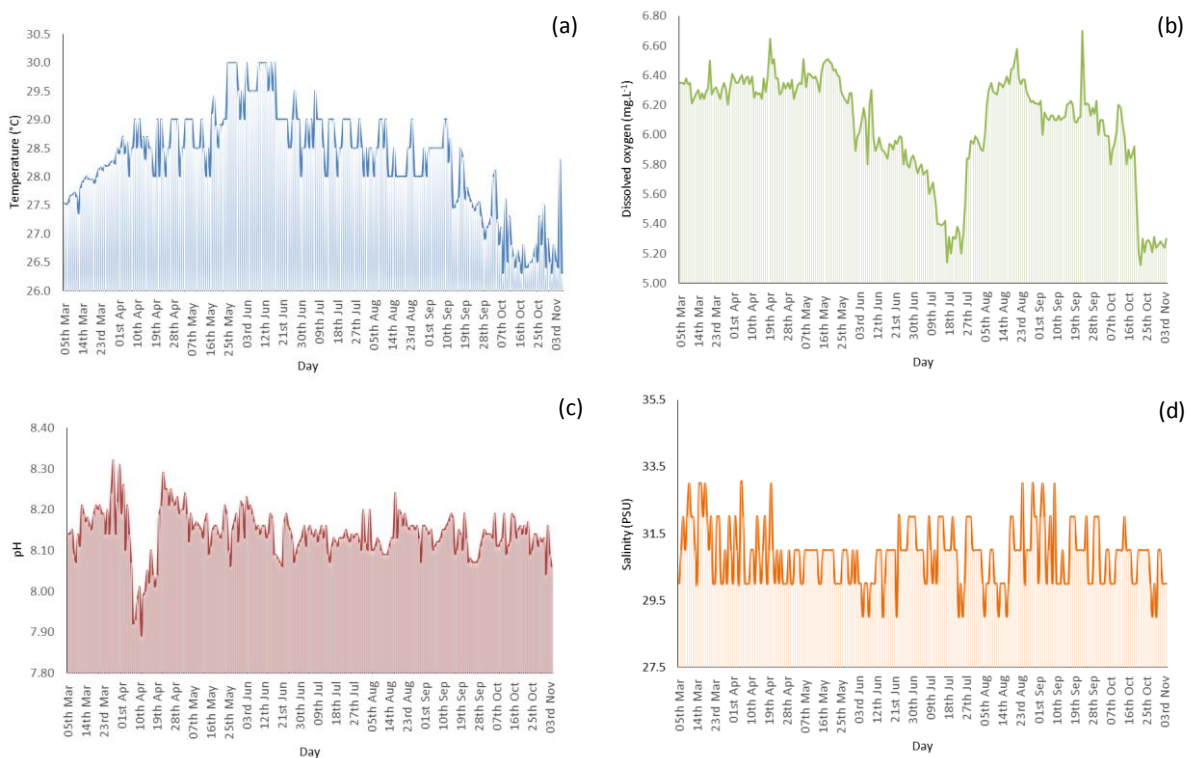 (a)
30.5
30.0
29.5
29.0
28.5
28.0
27.5
27.0
26.5
26.0
Temperature (°C)
05th Mar
14th Mar
23rd Mar
01st Apr
10th Apr
19th Apr
28th Apr
07th May
16th May
25th May
03rd Jun
12th Jun
21st Jun
30th Jun
09th Jul
18th Jul
27th Jul
05th Aug
14th Aug
23rd Aug
01st Sep
10th Sep
19th Sep
28th Sep
07th Oct
16th Oct
25th Oct
03rd Nov
Day
(b)
6.80
6.60
6.40
6.20
6.00
5.80
5.60
5.40
5.20
5.00
Dissolved oxygen (mg.L⁻¹)
05th Mar
14th Mar
23rd Mar
01st Apr
10th Apr
19th Apr
28th Apr
07th May
16th May
25th May
03rd Jun
12th Jun
21st Jun
30th Jun
09th Jul
18th Jul
27th Jul
05th Aug
14th Aug
23rd Aug
01st Sep
10th Sep
19th Sep
28th Sep
07th Oct
16th Oct
25th Oct
03rd Nov
Day
(c)
8.40
8.30
8.20
8.10
8.00
7.90
7.80
pH
05th Mar
14th Mar
23rd Mar
01st Apr
10th Apr
19th Apr
28th Apr
07th May
16th May
25th May
03rd Jun
12th Jun
21st Jun
30th Jun
09th Jul
18th Jul
27th Jul
05th Aug
14th Aug
23rd Aug
01st Sep
10th Sep
19th Sep
28th Sep
07th Oct
16th Oct
25th Oct
03rd Nov
Day
(d)
35.5
33.5
31.5
29.5
27.5
Salinity (PSU)
05th Mar
14th Mar
23rd Mar
01st Apr
10th Apr
19th Apr
28th Apr
07th May
16th May
25th May
03rd Jun
12th Jun
21st Jun
30th Jun
09th Jul
18th Jul
27th Jul
05th Aug
14th Aug
23rd Aug
01st Sep
10th Sep
19th Sep
28th Sep
07th Oct
16th Oct
25th Oct
03rd Nov
Day